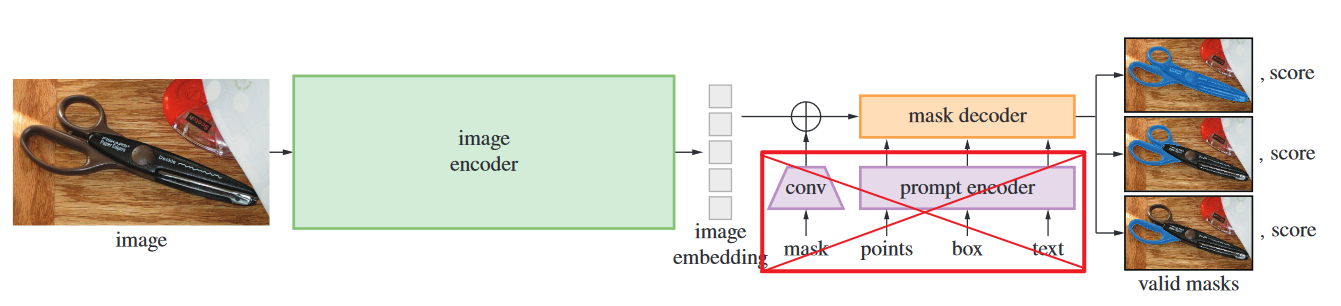 image
image
encoder
image
embedding
conv
mask
mask decoder
prompt encoder
points
box
text
, score
, score
, score
valid masks